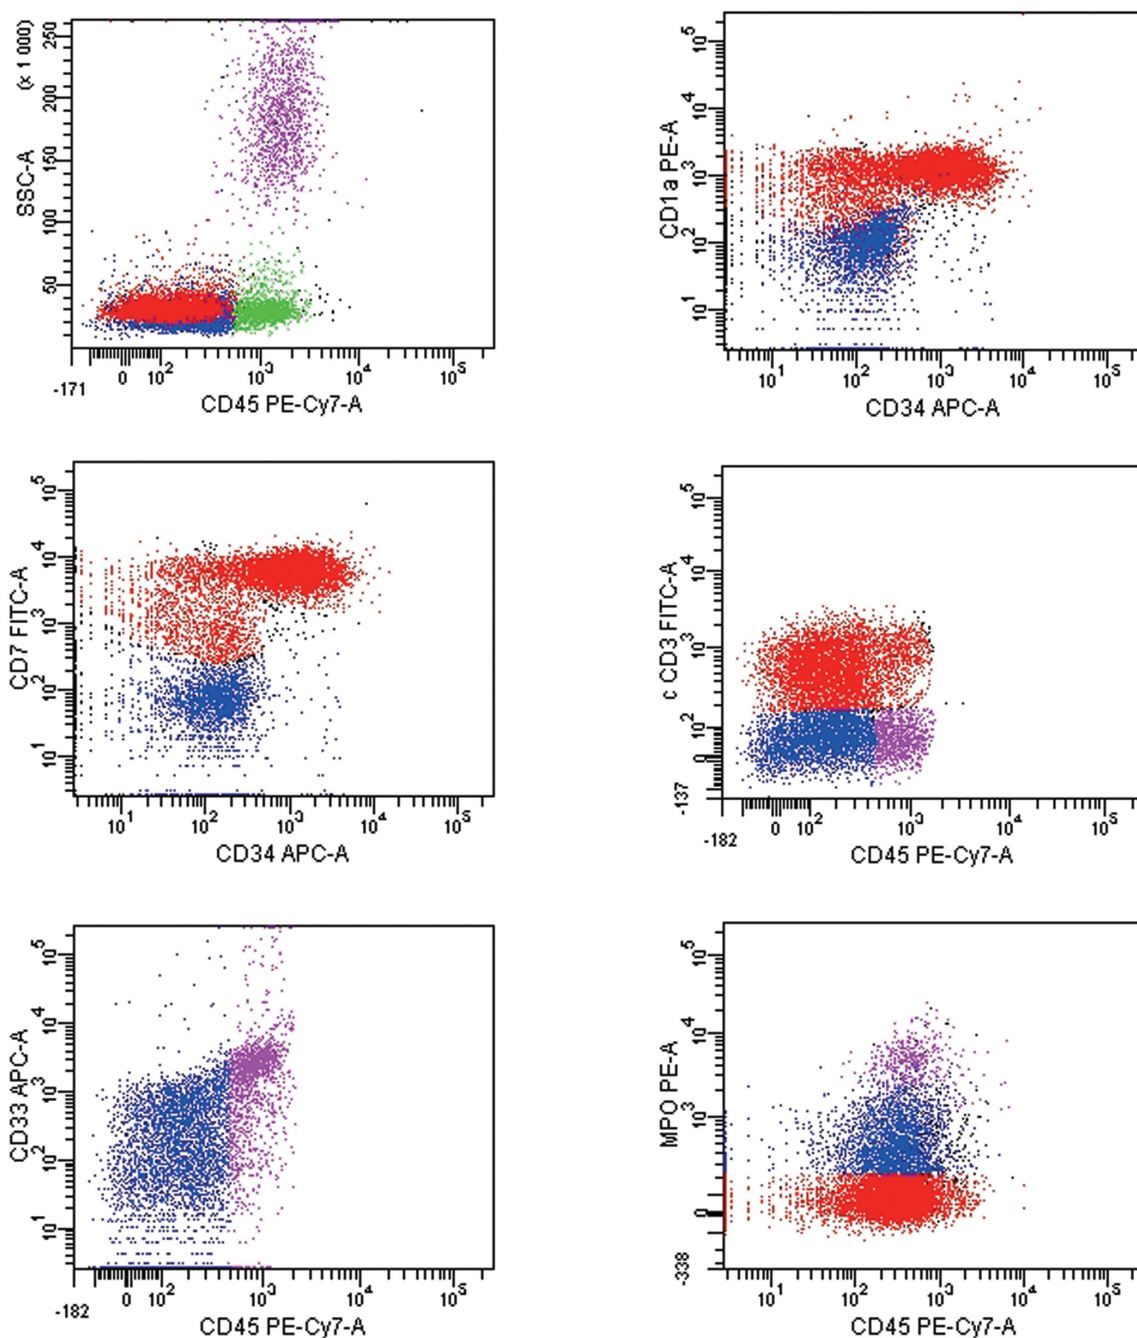 (x 1 000)
SSC-A
250
200
150
100
50
-171
0 10² 10³ 10⁴ 10⁵
CD45 PE-Cy7-A
CD1a PE-A
10⁵
10⁴
10³
10²
10¹
10¹ 10² 10³ 10⁴ 10⁵
CD34 APC-A
CD7 FITC-A
10⁵
10⁴
10³
10²
10¹
10¹ 10² 10³ 10⁴ 10⁵
CD34 APC-A
c CD3 FITC-A
10⁵
10⁴
10³
10²
0
-137
-182
0 10² 10³ 10⁴ 10⁵
CD45 PE-Cy7-A
CD33 APC-A
10⁵
10⁴
10³
10²
10¹
-182
0 10² 10³ 10⁴ 10⁵
CD45 PE-Cy7-A
MPO PE-A
10⁵
10⁴
10³
0
-338
10¹ 10² 10³ 10⁴ 10⁵
CD45 PE-Cy7-A